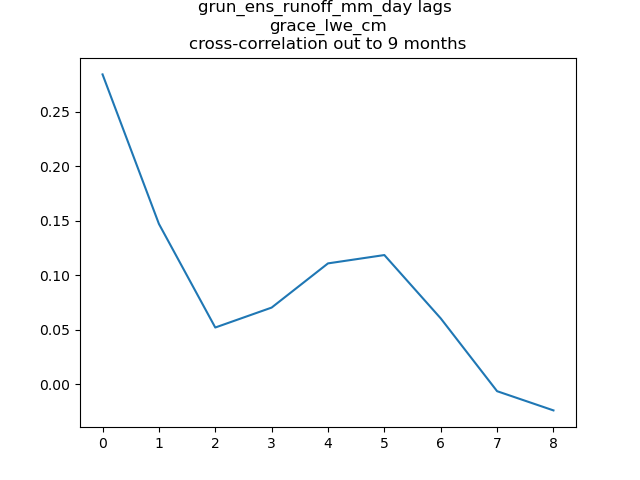 grun_ens_runoff_mm_day lags
grace_lwe_cm
cross-correlation out to 9 months
0.25
0.20
0.15
0.10
0.05
0.00
0 1 2 3 4 5 6 7 8